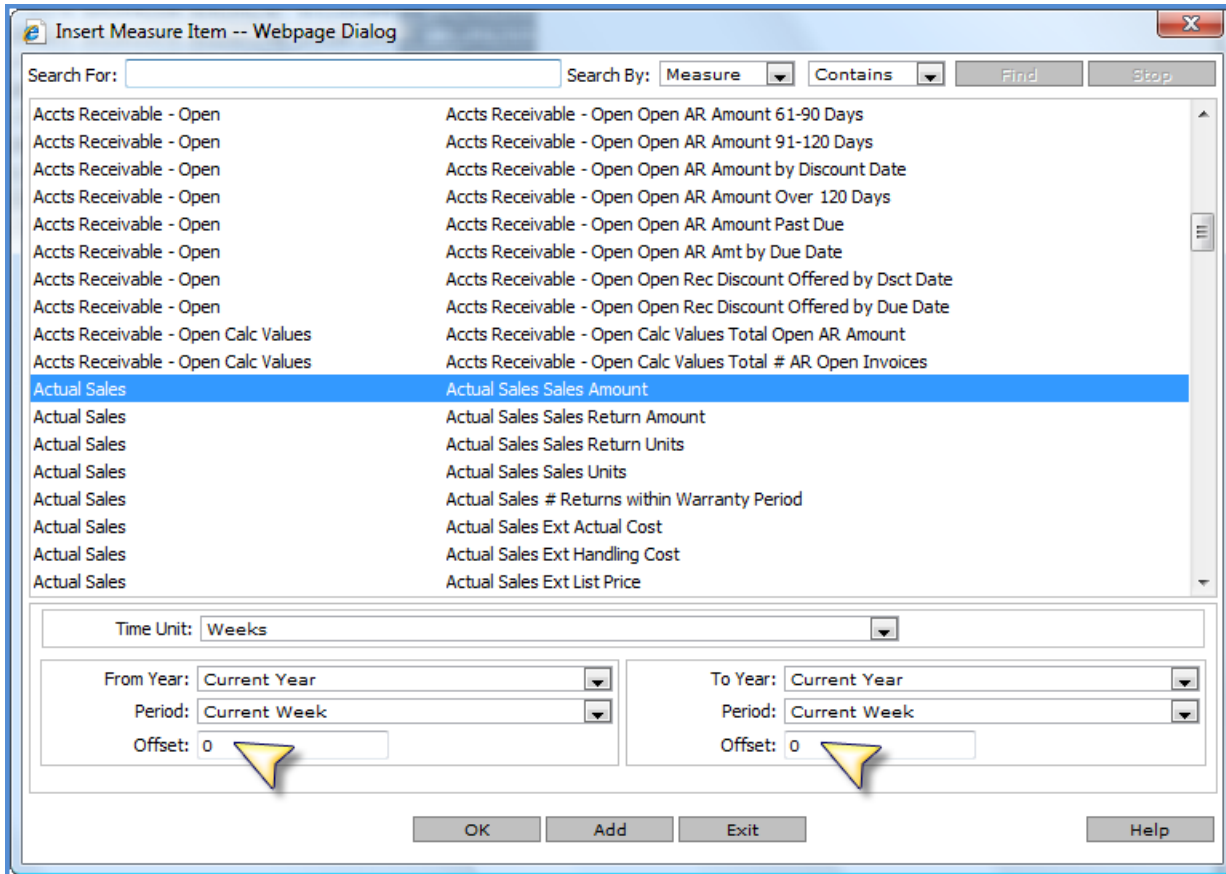 Insert Measure Item -- Webpage Dialog
Search For: Search By: Measure Contains Find Stop
Accts Receivable - Open Accts Receivable - Open Open AR Amount 61-90 Days
Accts Receivable - Open Accts Receivable - Open Open AR Amount 91-120 Days
Accts Receivable - Open Accts Receivable - Open Open AR Amount by Discount Date
Accts Receivable - Open Accts Receivable - Open Open AR Amount Over 120 Days
Accts Receivable - Open Accts Receivable - Open Open AR Amount Past Due
Accts Receivable - Open Accts Receivable - Open Open AR Amt by Due Date
Accts Receivable - Open Accts Receivable - Open Open Rec Discount Offered by Dsct Date
Accts Receivable - Open Accts Receivable - Open Open Rec Discount Offered by Due Date
Accts Receivable - Open Calc Values Accts Receivable - Open Calc Values Total Open AR Amount
Accts Receivable - Open Calc Values Accts Receivable - Open Calc Values Total # AR Open Invoices
Actual Sales Actual Sales Sales Amount
Actual Sales Actual Sales Sales Return Amount
Actual Sales Actual Sales Sales Return Units
Actual Sales Actual Sales Sales Units
Actual Sales Actual Sales # Returns within Warranty Period
Actual Sales Actual Sales Ext Actual Cost
Actual Sales Actual Sales Ext Handling Cost
Actual Sales Actual Sales Ext List Price
Time Unit: Weeks
From Year: Current Year To Year: Current Year
Period: Current Week Period: Current Week
Offset: 0 Offset: 0
OK Add Exit Help